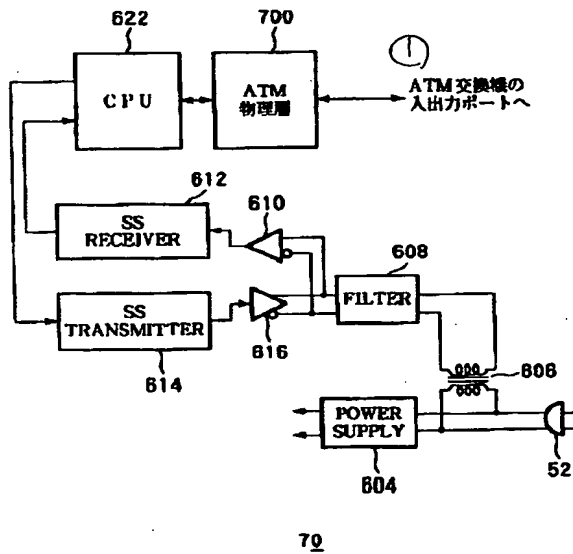 622
700
①
CPU
ATM
物理層
ATM交換機の
入出力ポートへ
612
610
SS
RECEIVER
608
FILTER
SS
TRANSMITTER
616
614
606
POWER
SUPPLY
604
52
70